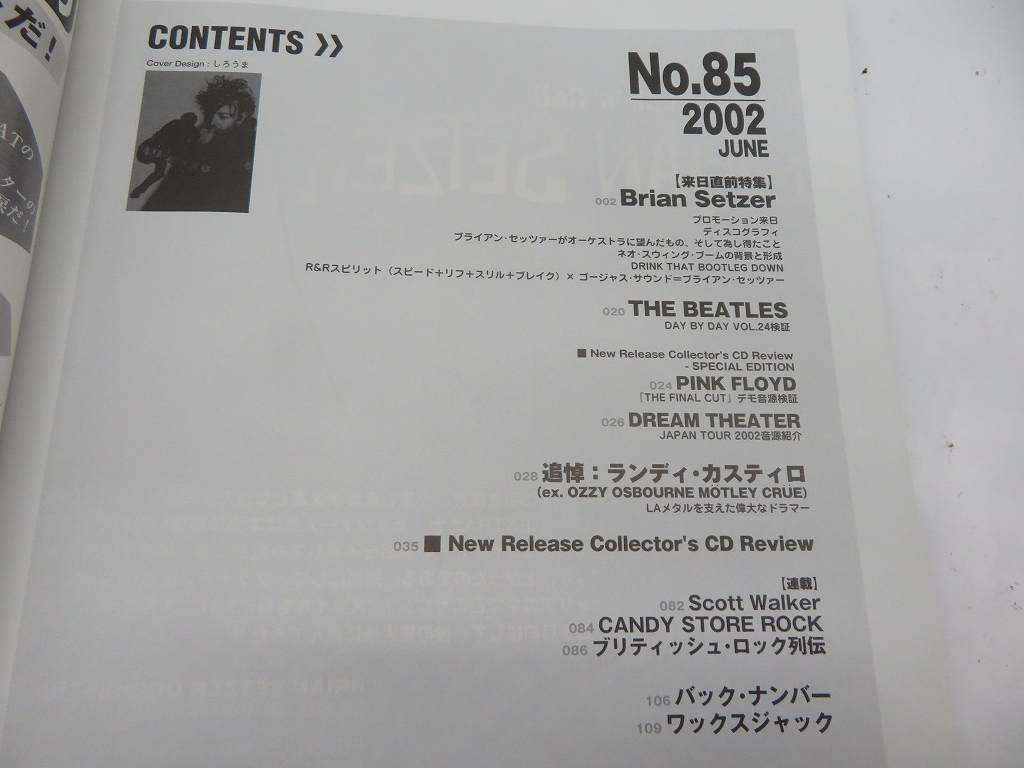 だ!
ATの
ターの
CONTENTS
Cover Design : しろうま
No.85
2002
JUNE
【来日直前特集】
002 Brian Setzer
プロモーション来日
ディスコグラフィ
ブライアン・セッツァーがオーケストラに望んだもの、そして為し得たこと
ネオ・スウィング・ブームの背景と形成
DRINK THAT BOOTLEG DOWN
R&Rスピリット(スピード+リフ+スリル+ブレイク)× ゴージャス・サウンド=ブライアン・セッツァー
020 THE BEATLES
DAY BY DAY VOL.24検証
■ New Release Collector's CD Review
- SPECIAL EDITION
024 PINK FLOYD
「THE FINAL CUT」デモ音源検証
026 DREAM THEATER
JAPAN TOUR 2002音源紹介
028 追悼:ランディ・カスティロ
(ex. OZZY OSBOURNE MÖTLEY CRÜE)
LAメタルを支えた偉大なドラマー
035 ■ New Release Collector's CD Review
【連載】
082 Scott Walker
084 CANDY STORE ROCK
086 ブリティッシュ・ロック列伝
106 バック・ナンバー
109 ワックスジャック